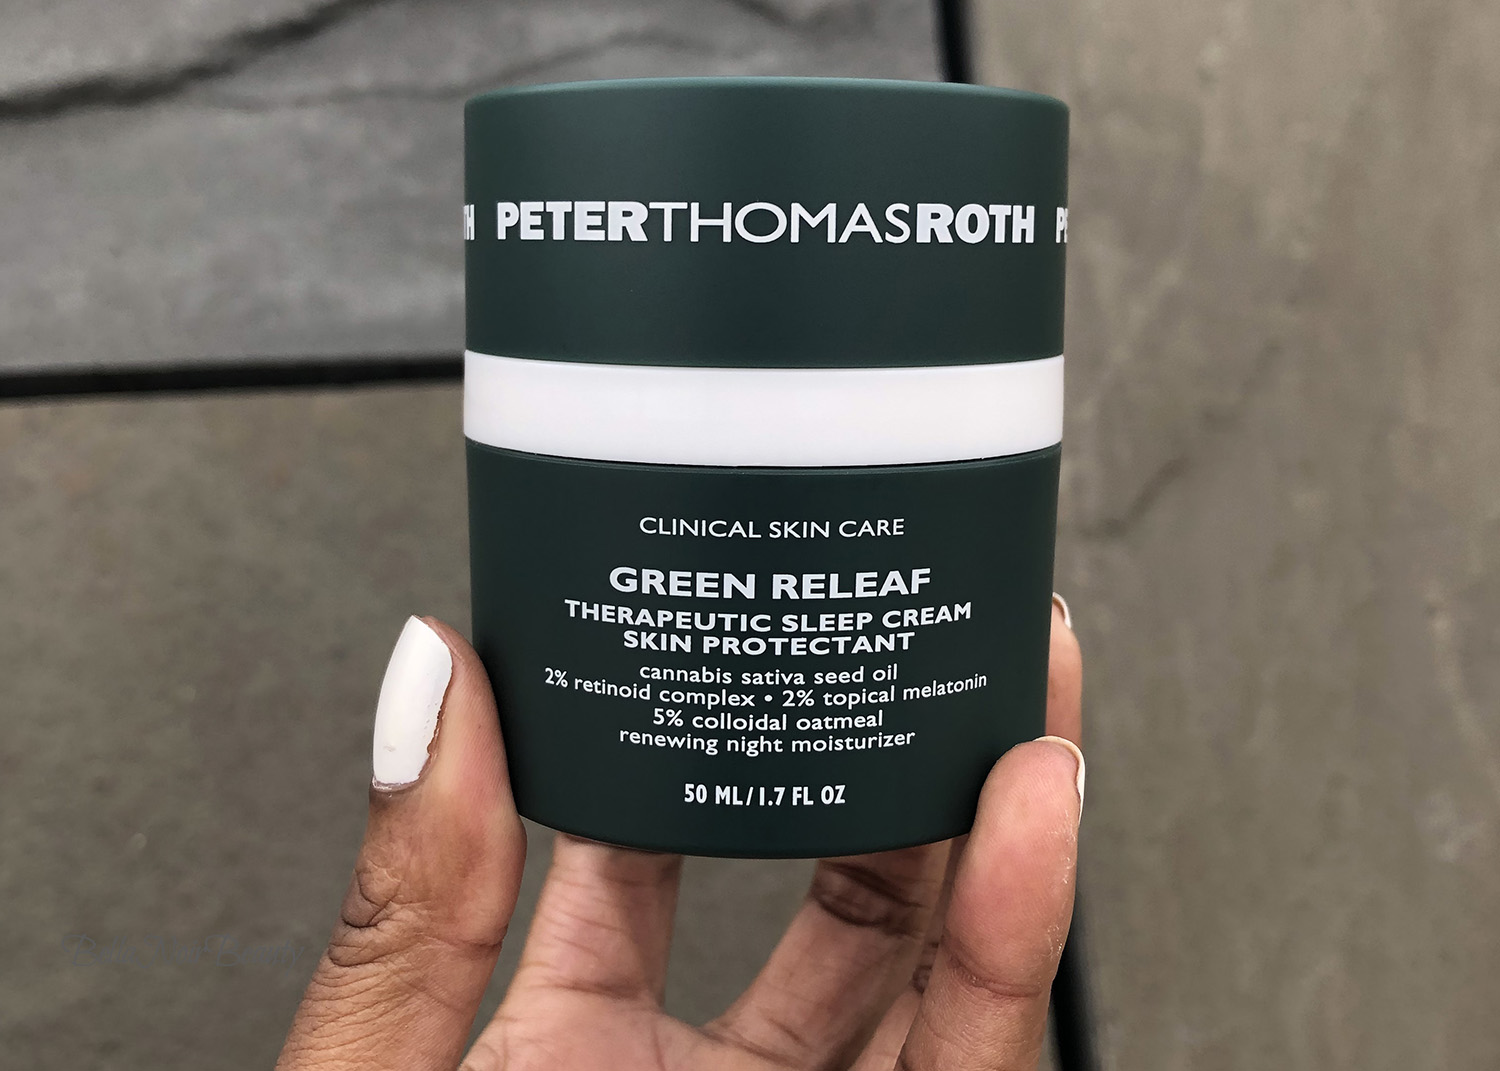 TH PETERTHOMASROTH PE
CLINICAL SKIN CARE
GREEN RELEAF
THERAPEUTIC SLEEP CREAM
SKIN PROTECTANT
cannabis sativa seed oil
2% retinoid complex • 2% topical melatonin
5% colloidal oatmeal
renewing night moisturizer
50 ML/1.7 FL OZ